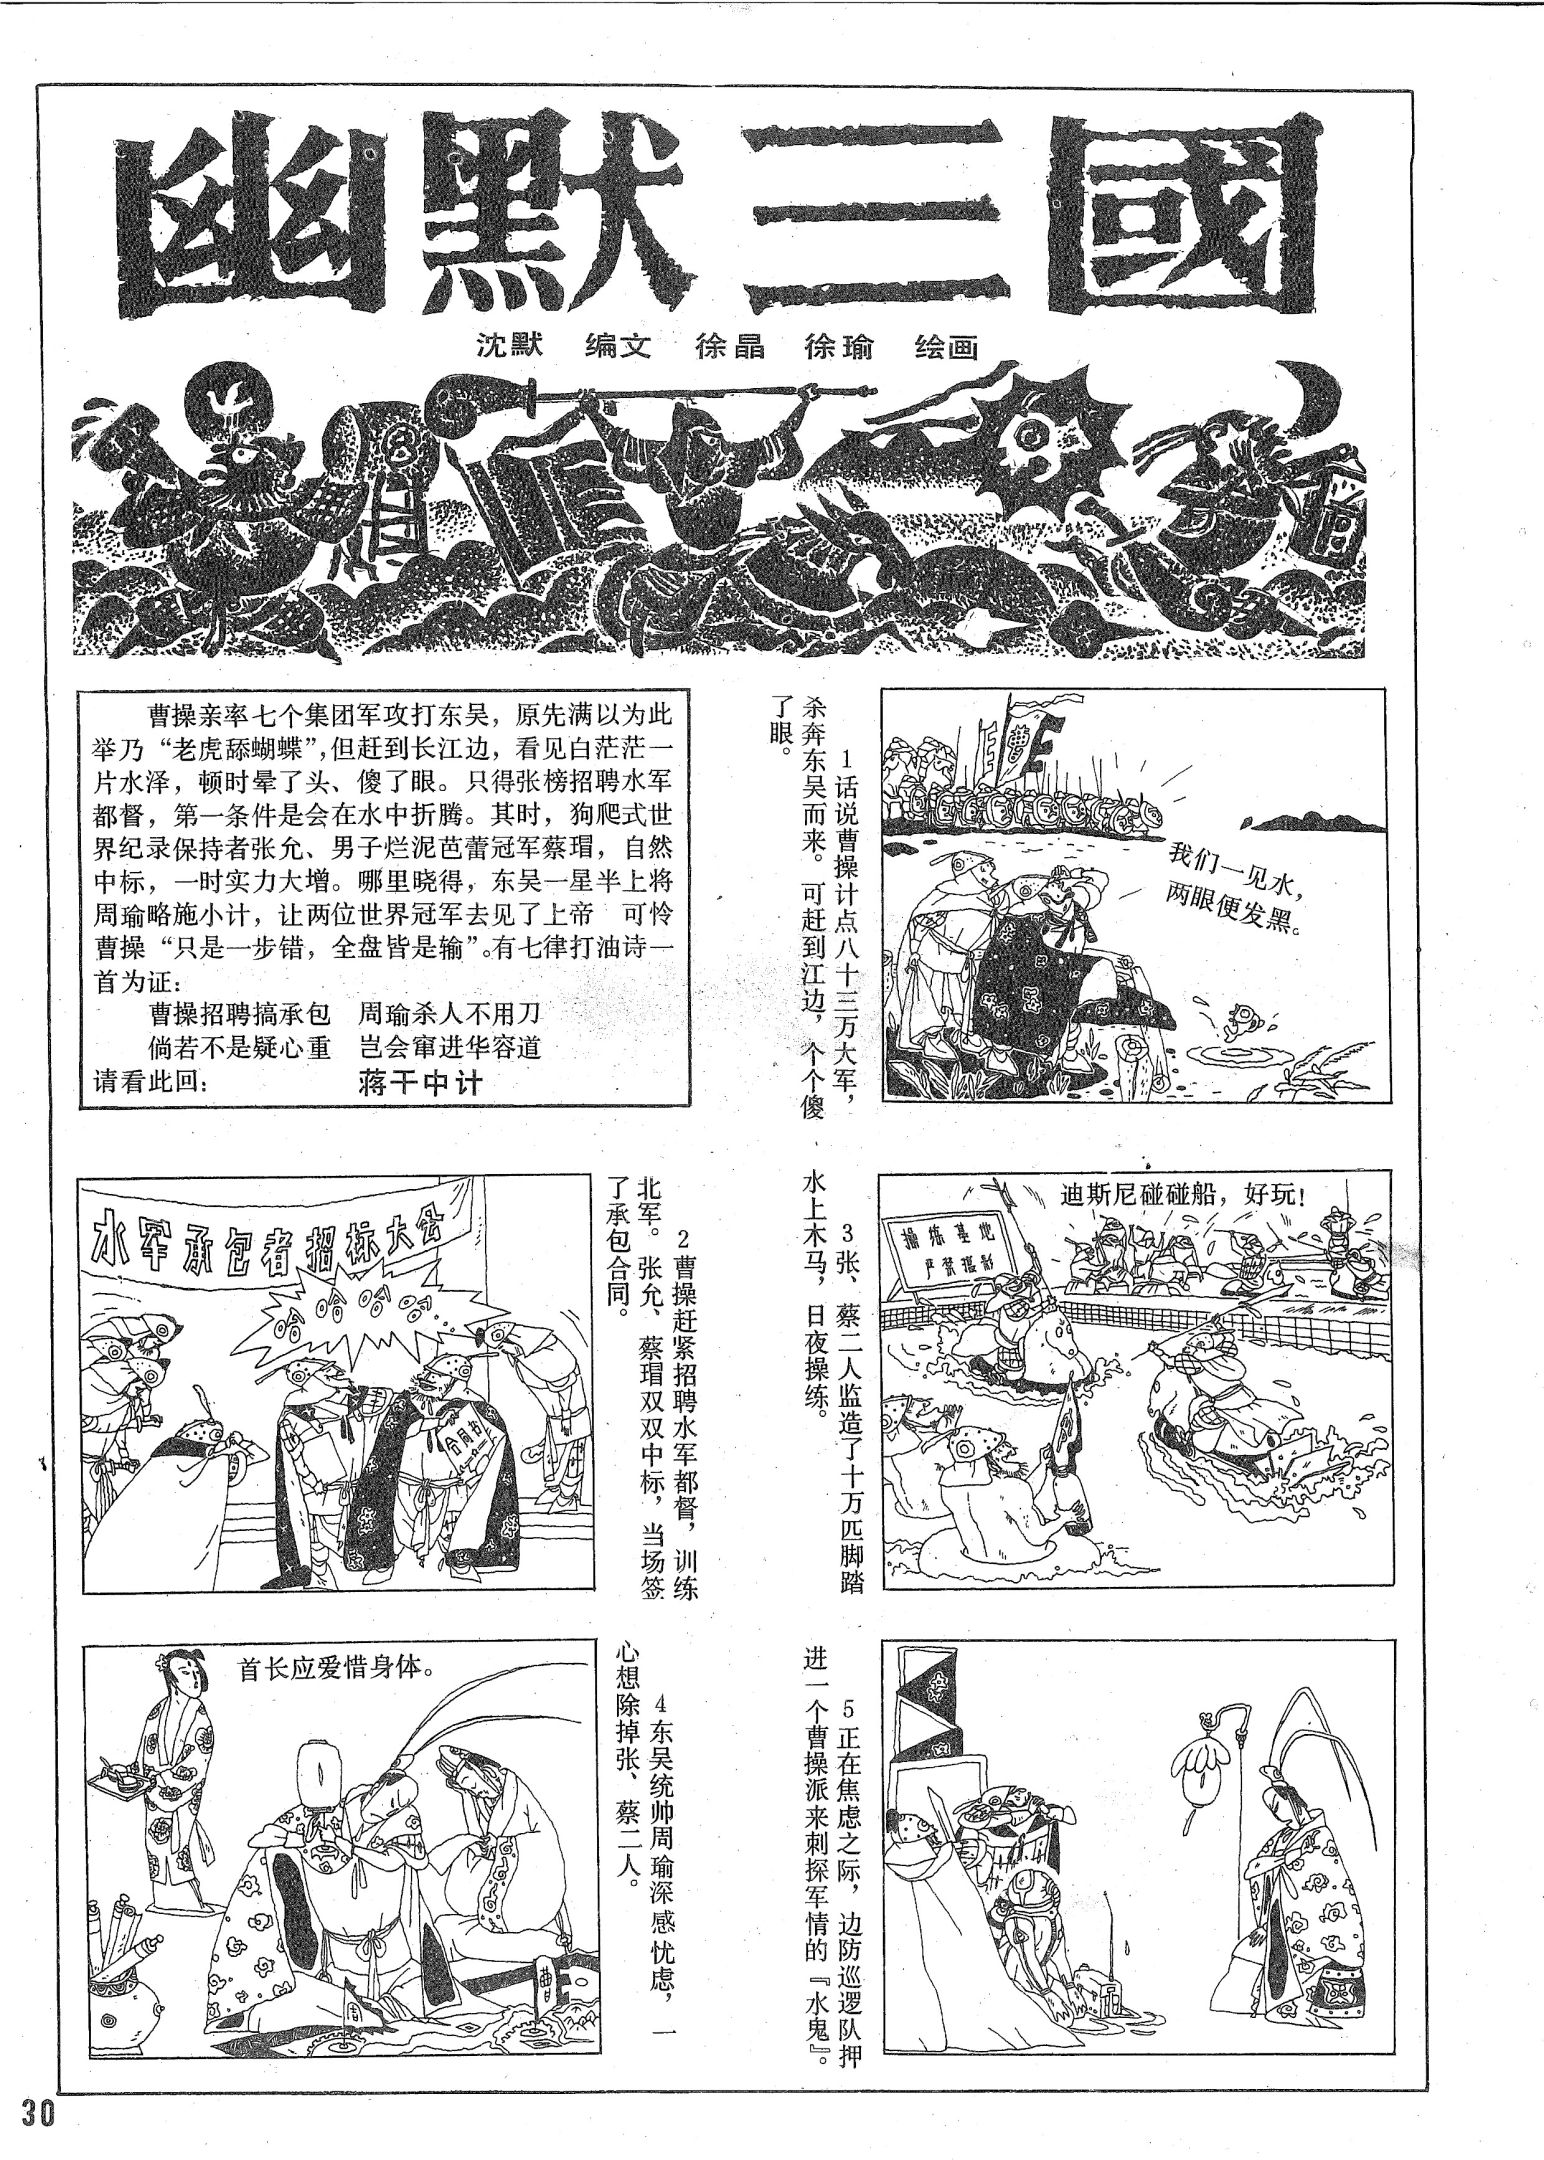 幽默三國
沈默 编文 徐晶 徐瑜 绘画
曹操亲率七个集团军攻打东吴，原先满以为此
举乃“老虎舔蝴蝶”，但赶到长江边，看见白茫茫一
片水泽，顿时晕了头、傻了眼。只得张榜招聘水军
都督，第一条件是会在水中折腾。其时，狗爬式世
界纪录保持者张允、男子烂泥芭蕾冠军蔡瑁，自然
中标，一时实力大增。哪里晓得，东吴一星半上将
周瑜略施小计，让两位世界冠军去见了上帝 可怜
曹操“只是一步错，全盘皆是输”。有七律打油诗一
首为证：
曹操招聘搞承包 周瑜杀人不用刀
倘若不是疑心重 岂会窜进华容道
请看此回： 蒋干中计
1 话说曹操计点八十三万大军，
杀奔东吴而来。可赶到江边，个个傻
了眼。
曹
我们一见水，
两眼便发黑。
2 曹操赶紧招聘水军都督，训练
北军。张允、蔡瑁双双中标，当场签
了承包合同。
水军承包者招标大会
哈哈哈哈…
合同书
3 张、蔡二人监造了十万匹脚踏
水上木马，日夜操练。
迪斯尼碰碰船，好玩！
操练基地
严禁摄影
4 东吴统帅周瑜深感忧虑，一
心想除掉张、蔡二人。
首长应爱惜身体。
曹
周
5 正在焦虑之际，边防巡逻队押
进一个曹操派来刺探军情的『水鬼』。
30